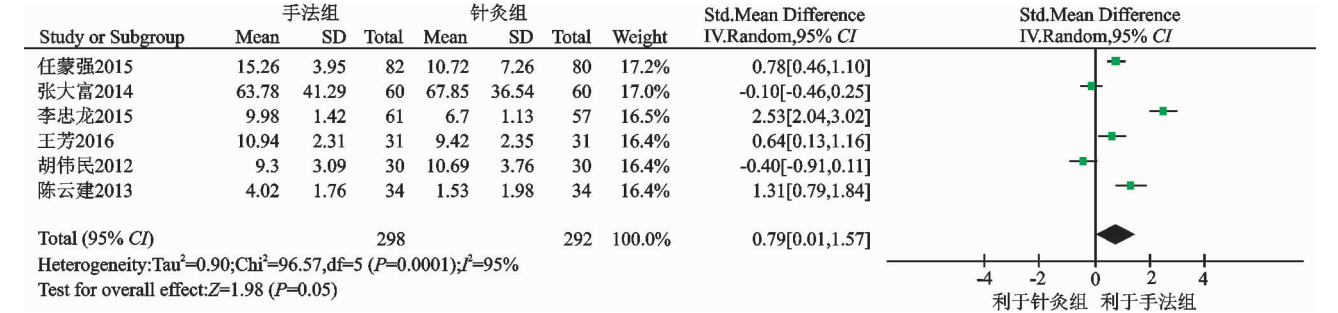 手法组 针灸组 Std.Mean Difference Std.Mean Difference
Study or Subgroup Mean SD Total Mean SD Total Weight IV.Random,95% CI IV.Random,95% CI
任蒙强2015 15.26 3.95 82 10.72 7.26 80 17.2% 0.78[0.46,1.10]
张大富2014 63.78 41.29 60 67.85 36.54 60 17.0% -0.10[-0.46,0.25]
李忠龙2015 9.98 1.42 61 6.7 1.13 57 16.5% 2.53[2.04,3.02]
王芳2016 10.94 2.31 31 9.42 2.35 31 16.4% 0.64[0.13,1.16]
胡伟民2012 9.3 3.09 30 10.69 3.76 30 16.4% -0.40[-0.91,0.11]
陈云建2013 4.02 1.76 34 1.53 1.98 34 16.4% 1.31[0.79,1.84]
Total (95% CI) 298 292 100.0% 0.79[0.01,1.57]
Heterogeneity:Tau²=0.90;Chi²=96.57,df=5 (P=0.0001);I²=95%
Test for overall effect:Z=1.98 (P=0.05)
-4 -2 0 2 4
利于针灸组 利于手法组